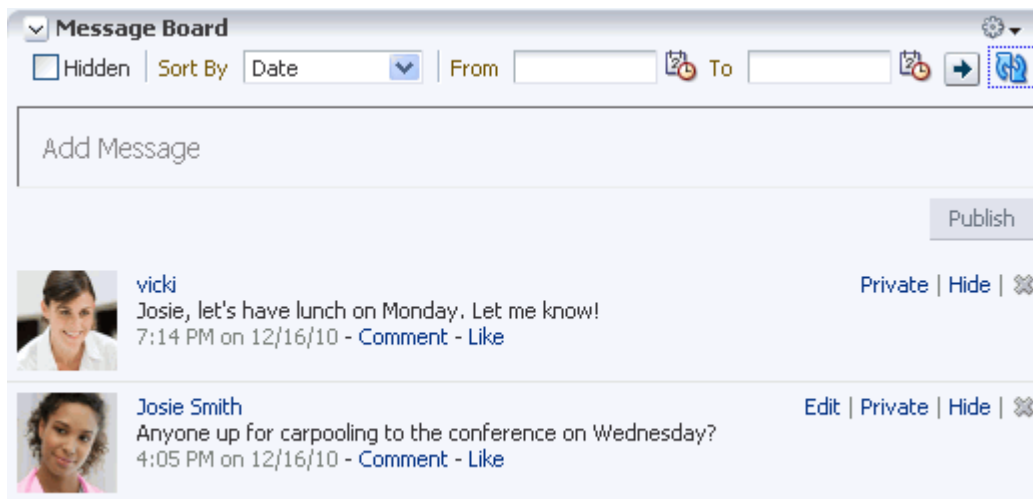 Message Board
Hidden | Sort By Date | From To
Add Message
Publish
vicki Private | Hide |
Josie, let's have lunch on Monday. Let me know!
7:14 PM on 12/16/10 - Comment - Like
Josie Smith Edit | Private | Hide |
Anyone up for carpooling to the conference on Wednesday?
4:05 PM on 12/16/10 - Comment - Like